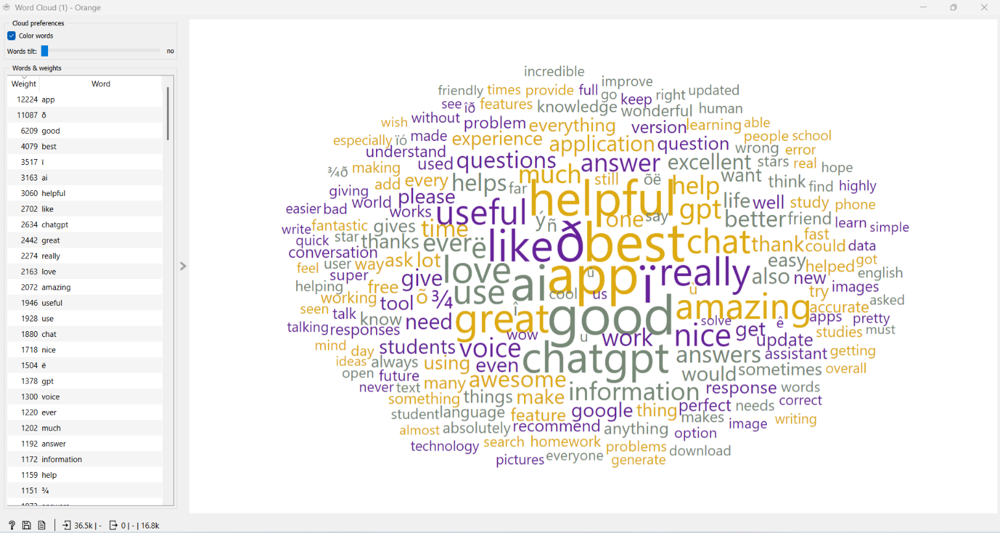 Word Cloud (1) - Orange
Cloud preferences
Color words
Words tilt: no
Words & weights
Weight Word
12224 app
11087 ð
6209 good
4079 best
3517 ï
3163 ai
3060 helpful
2702 like
2634 chatgpt
2442 great
2274 really
2163 love
2072 amazing
1946 useful
1928 use
1880 chat
1718 nice
1504 ë
1378 gpt
1300 voice
1220 ever
1202 much
1192 answer
1172 information
1159 help
1151 ¾
36.5k | - 0 | - | 16.8k
incredible
improve
friendly times provide full go keep right updated
see îð features knowledge wonderful human
wish without problem everything version learning able
especially ïó made experience application question people school
understand wrong error
used questions answer excellent stars real hope
¾ð making add every helps far much still õë help want think find highly
giving world please helpful life well study phone
easier bad works useful ý ñ one say gpt better friend learn simple
write fantastic gives time fast
quick star thanks ever ë like ð best chat thank could data
conversation
feel user way ask lot love u app ï really easy helped got
super give also new english
helping free use ai cool us ù try images
working tool õ ¾ î amazing accurate asked
seen talk know need great good solve ê apps pretty
talking responses wow u work nice get update studies must
mind day students voice chatgpt answers assistant getting
ideas always using even would sometimes overall
open future many awesome
never text information response words
something things make perfect needs correct
student language feature google thing makes image writing
almost absolutely recommend anything option
technology search homework problems download
pictures everyone generate